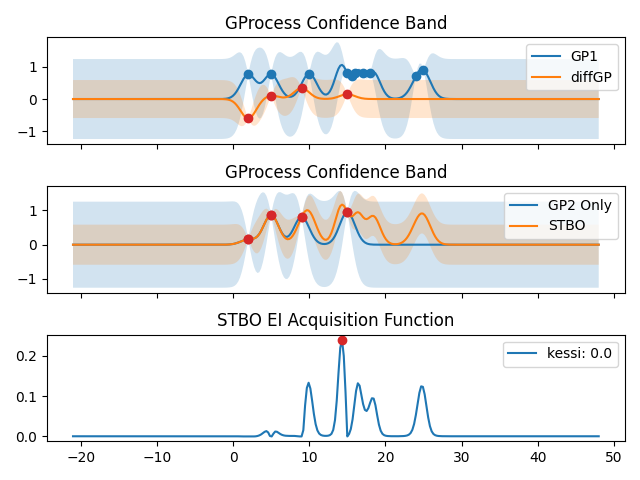 GProcess Confidence Band
1
0
−1
GP1
diffGP
GProcess Confidence Band
1
0
−1
GP2 Only
STBO
STBO EI Acquisition Function
0.2
0.1
0.0
kessi: 0.0
−20 −10 0 10 20 30 40 50